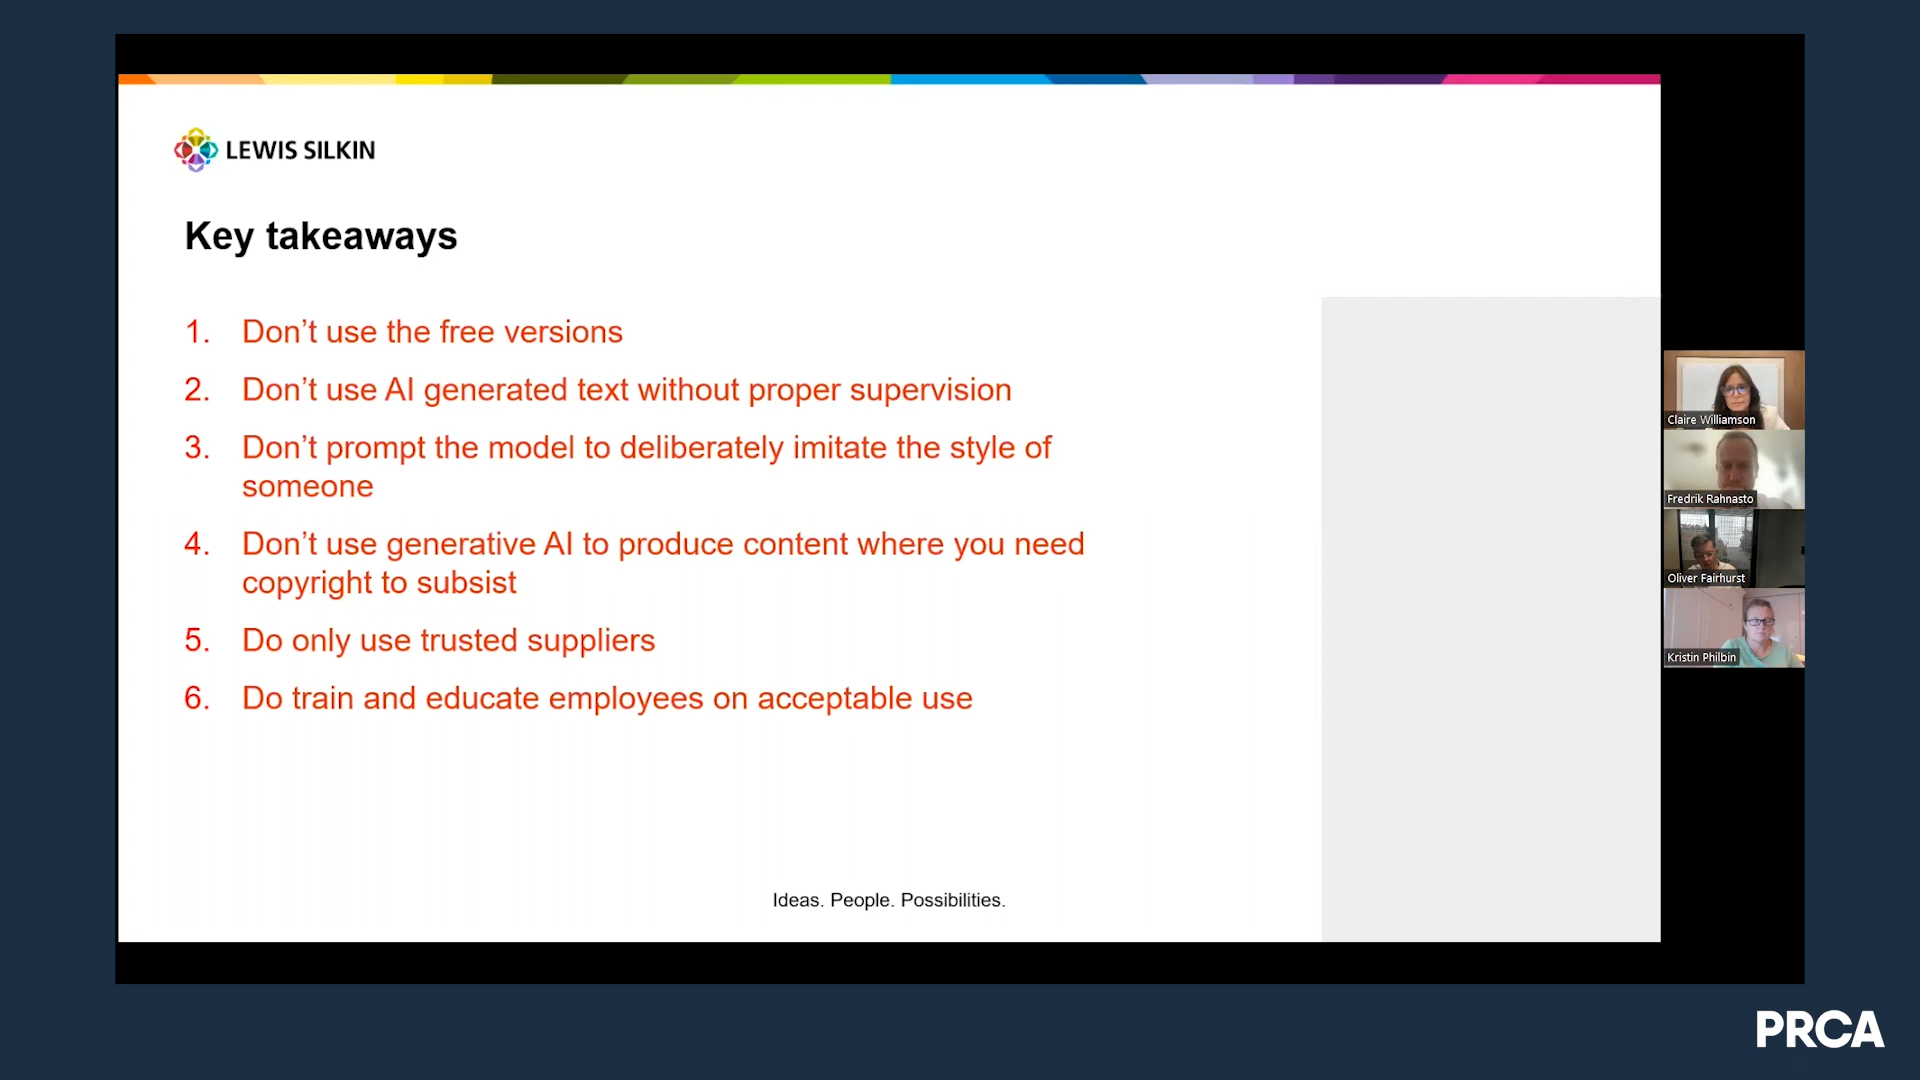 LEWIS SILKIN
Key takeaways
1. Don’t use the free versions
2. Don’t use AI generated text without proper supervision
3. Don’t prompt the model to deliberately imitate the style of
someone
4. Don’t use generative AI to produce content where you need
copyright to subsist
5. Do only use trusted suppliers
6. Do train and educate employees on acceptable use
Ideas. People. Possibilities.
Claire Williamson
Fredrik Rahnasto
Oliver Fairhurst
Kristin Philbin
PRCA